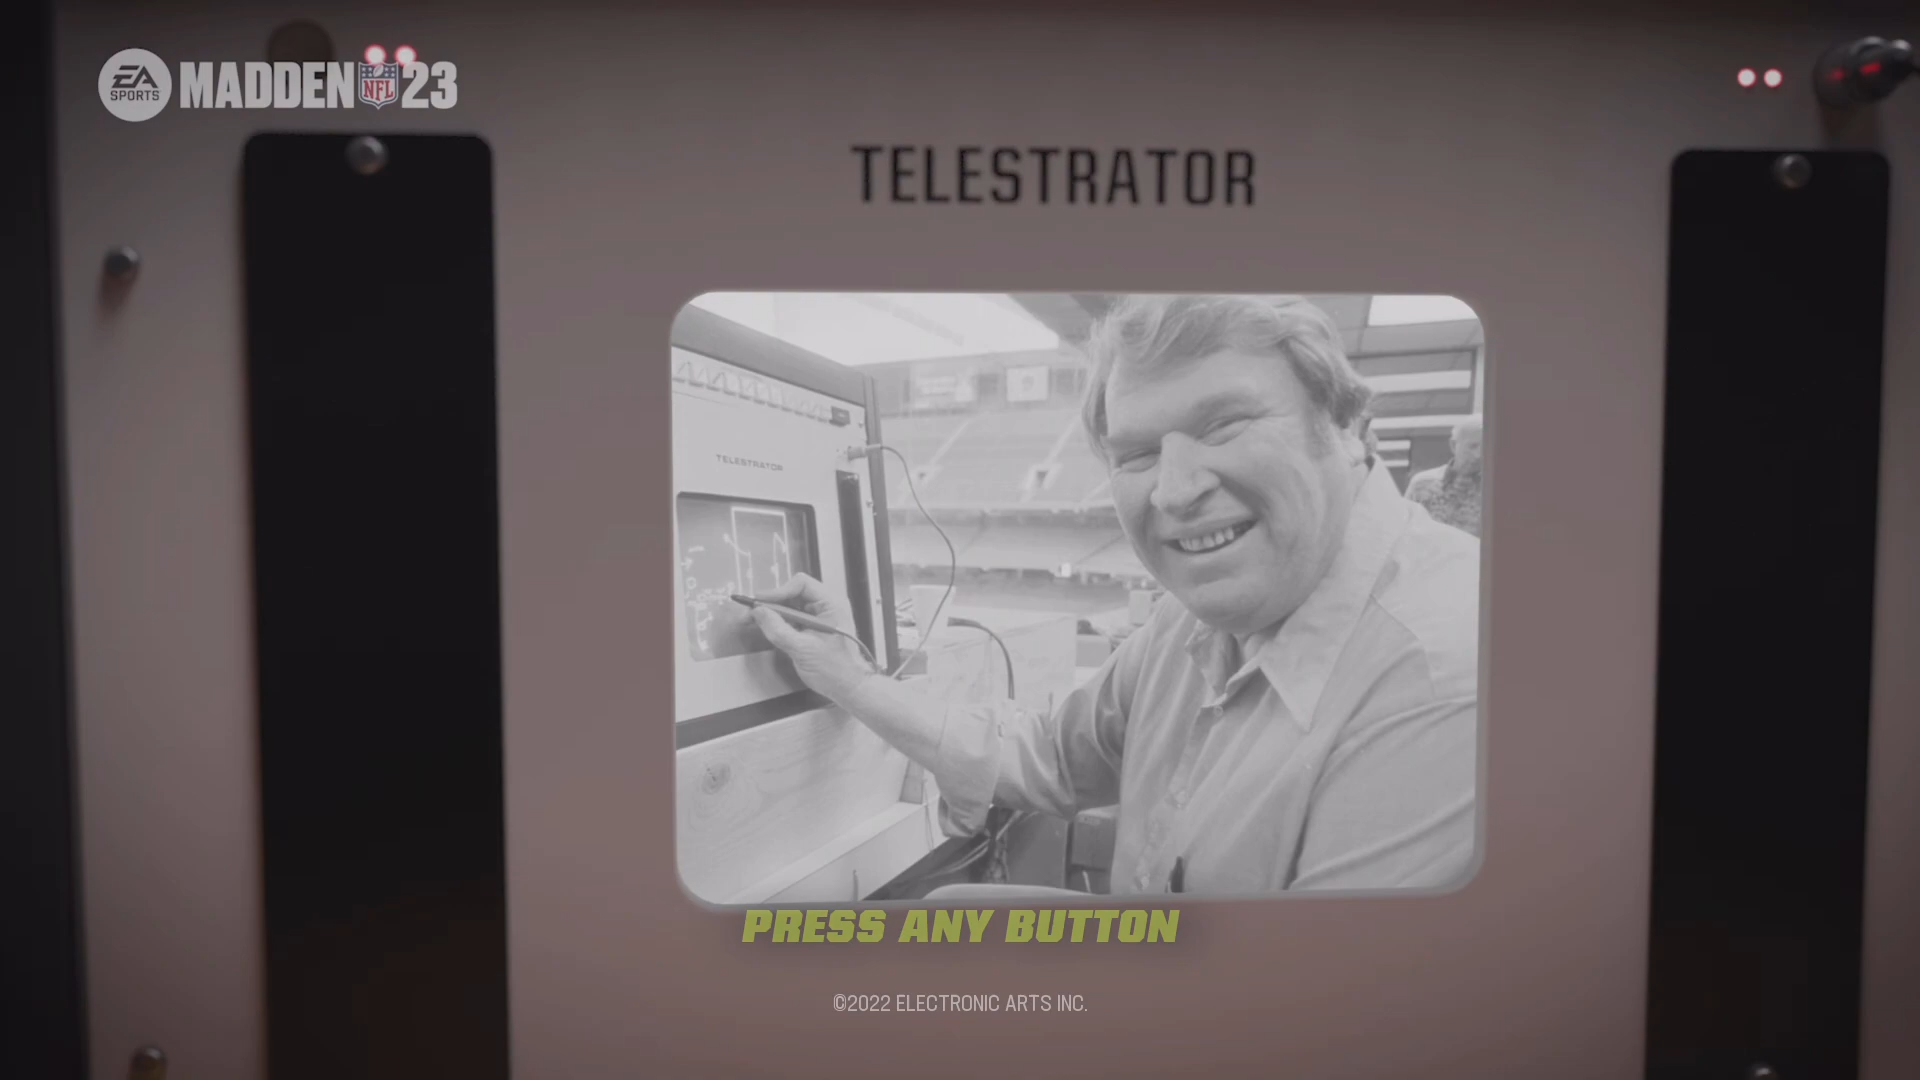 EA SPORTS MADDEN NFL 23
TELESTRATOR
TELESTRATOR
PRESS ANY BUTTON
©2022 ELECTRONIC ARTS INC.